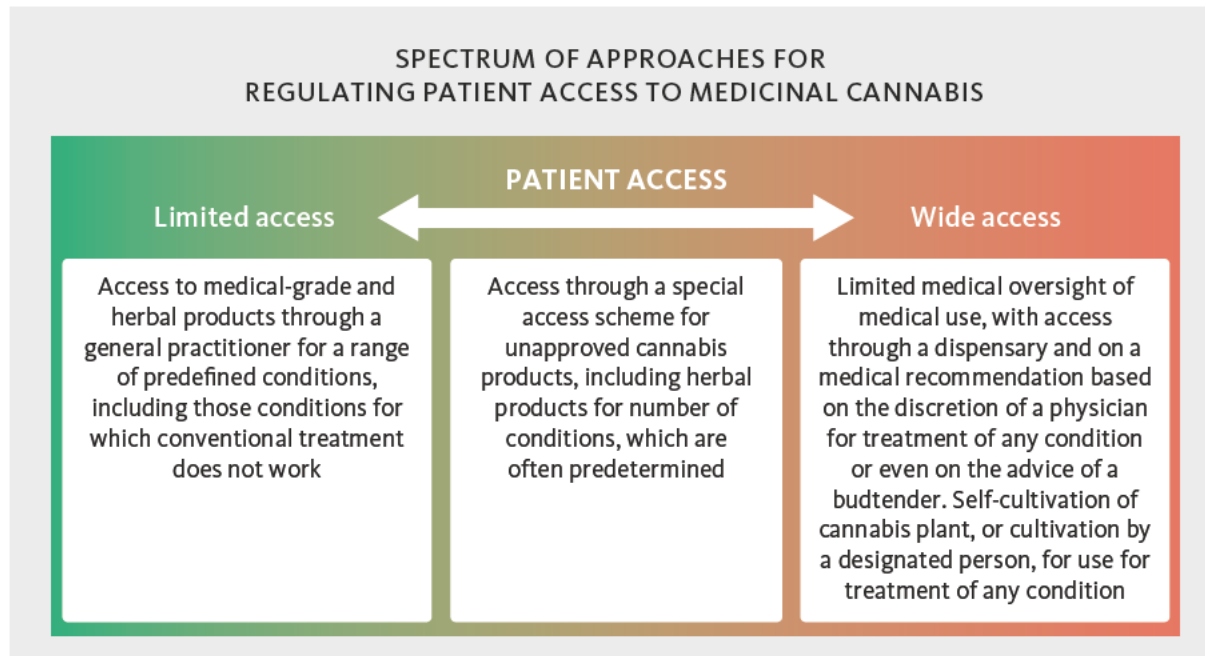 SPECTRUM OF APPROACHES FOR
REGULATING PATIENT ACCESS TO MEDICINAL CANNABIS
PATIENT ACCESS
Limited access
Wide access
Access to medical-grade and
herbal products through a
general practitioner for a range
of predefined conditions,
including those conditions for
which conventional treatment
does not work
Access through a special
access scheme for
unapproved cannabis
products, including herbal
products for number of
conditions, which are
often predetermined
Limited medical oversight of
medical use, with access
through a dispensary and on a
medical recommendation based
on the discretion of a physician
for treatment of any condition
or even on the advice of a
budtender. Self-cultivation of
cannabis plant, or cultivation by
a designated person, for use for
treatment of any condition